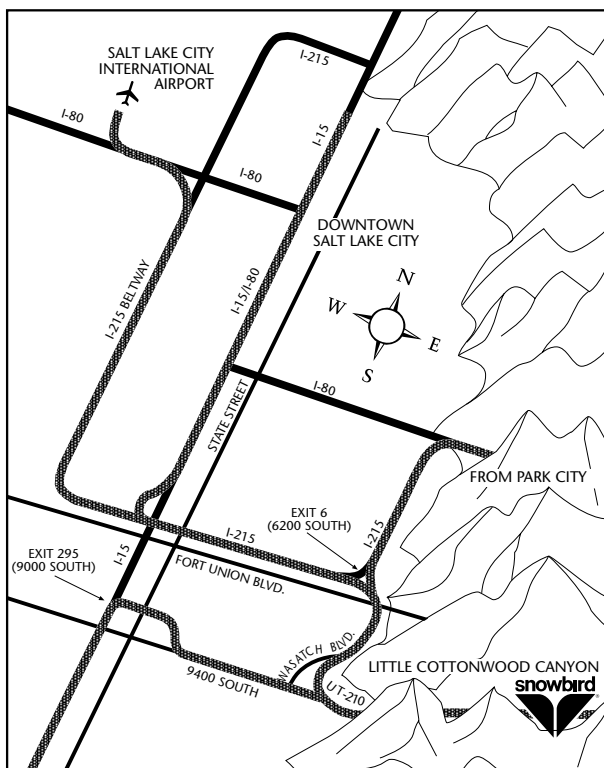 SALT LAKE CITY
INTERNATIONAL
AIRPORT
I-215
I-80
I-15
I-80
DOWNTOWN
SALT LAKE CITY
I-215 BELTWAY
I-15/I-80
N
W
E
S
I-80
STATE STREET
FROM PARK CITY
EXIT 6
(6200 SOUTH)
I-215
I-215
EXIT 295
(9000 SOUTH)
I-15
FORT UNION BLVD.
WASATCH BLVD.
LITTLE COTTONWOOD CANYON
9400 SOUTH
UT-210
snowbird